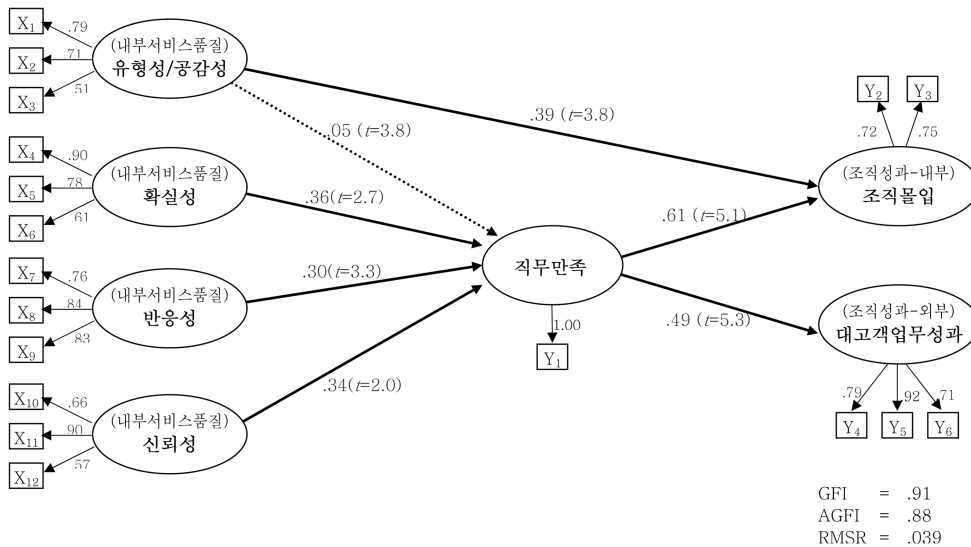 X1
.79
X2
.71
X3
.51
(내부서비스품질)
유형성/공감성
X4
.90
X5
.78
X6
.61
(내부서비스품질)
확실성
X7
.76
X8
.84
X9
.83
(내부서비스품질)
반응성
X10
.66
X11
.90
X12
.57
(내부서비스품질)
신뢰성
.39 (t=3.8)
.05 (t=3.8)
.36(t=2.7)
.30(t=3.3)
.34(t=2.0)
직무만족
1.00
Y1
.61 (t=5.1)
.49 (t=5.3)
Y2 Y3
.72 .75
(조직성과-내부)
조직몰입
(조직성과-외부)
대고객업무성과
.79 .92 .71
Y4 Y5 Y6
GFI = .91
AGFI = .88
RMSR = .039